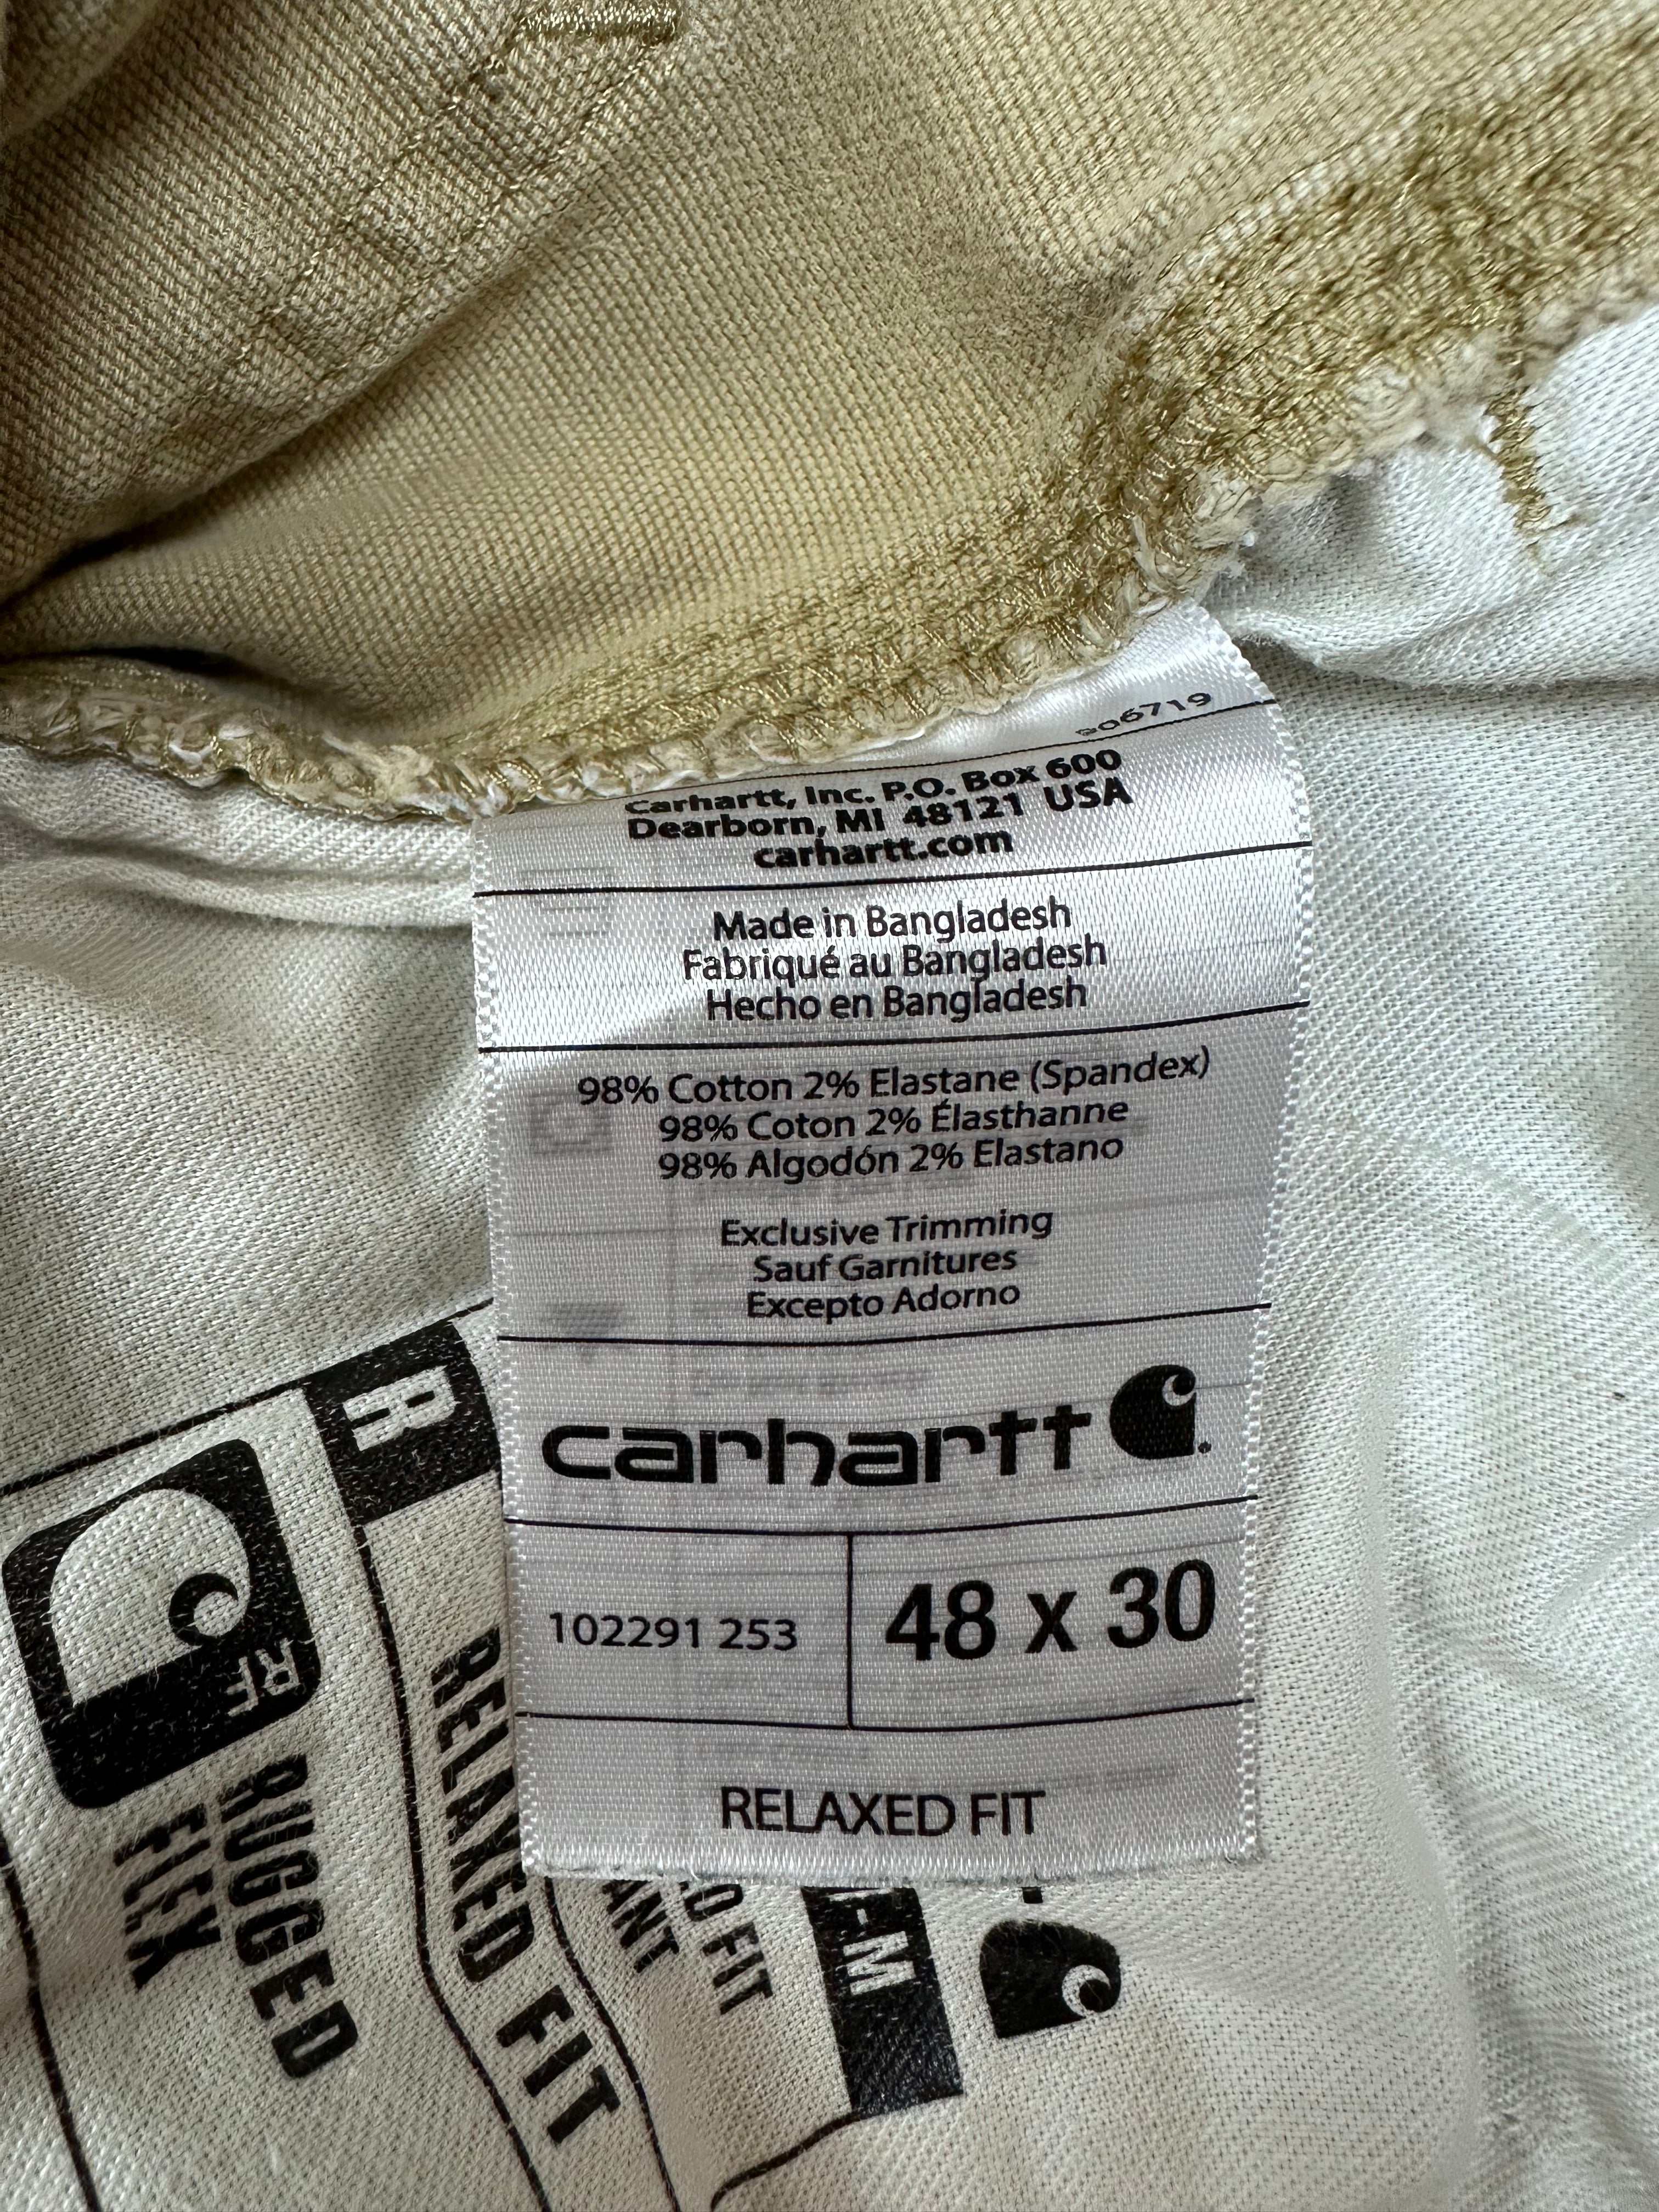 Carhartt, Inc. P.O. Box 600
Dearborn, MI 48121 USA
carhartt.com
Made in Bangladesh
Fabriqué au Bangladesh
Hecho en Bangladesh
98% Cotton 2% Elastane (Spandex)
98% Coton 2% Élasthanne
98% Algodón 2% Elastano
Exclusive Trimming
Sauf Garnitures
Excepto Adorno
carhartt
102291 253
48 x 30
RELAXED FIT
RF
RUGGED
FLEX
RELAXED FIT
FIT